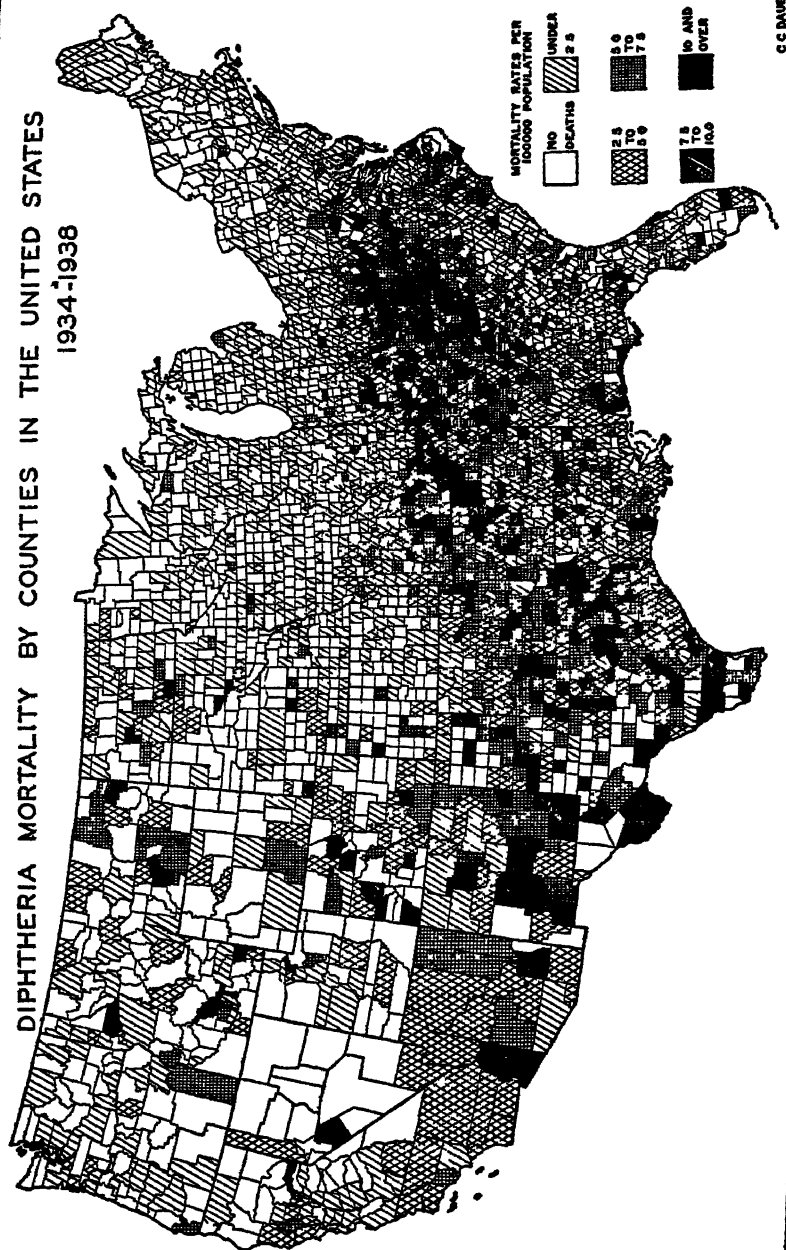 DIPHTHERIA MORTALITY BY COUNTIES IN THE UNITED STATES
1934-1938
MORTALITY RATES PER
100000 POPULATION
NO
DEATHS
UNDER
2 5
2 5
TO
5 0
5 0
TO
7 5
7 5
TO
10.0
10 AND
OVER
C C DAUER